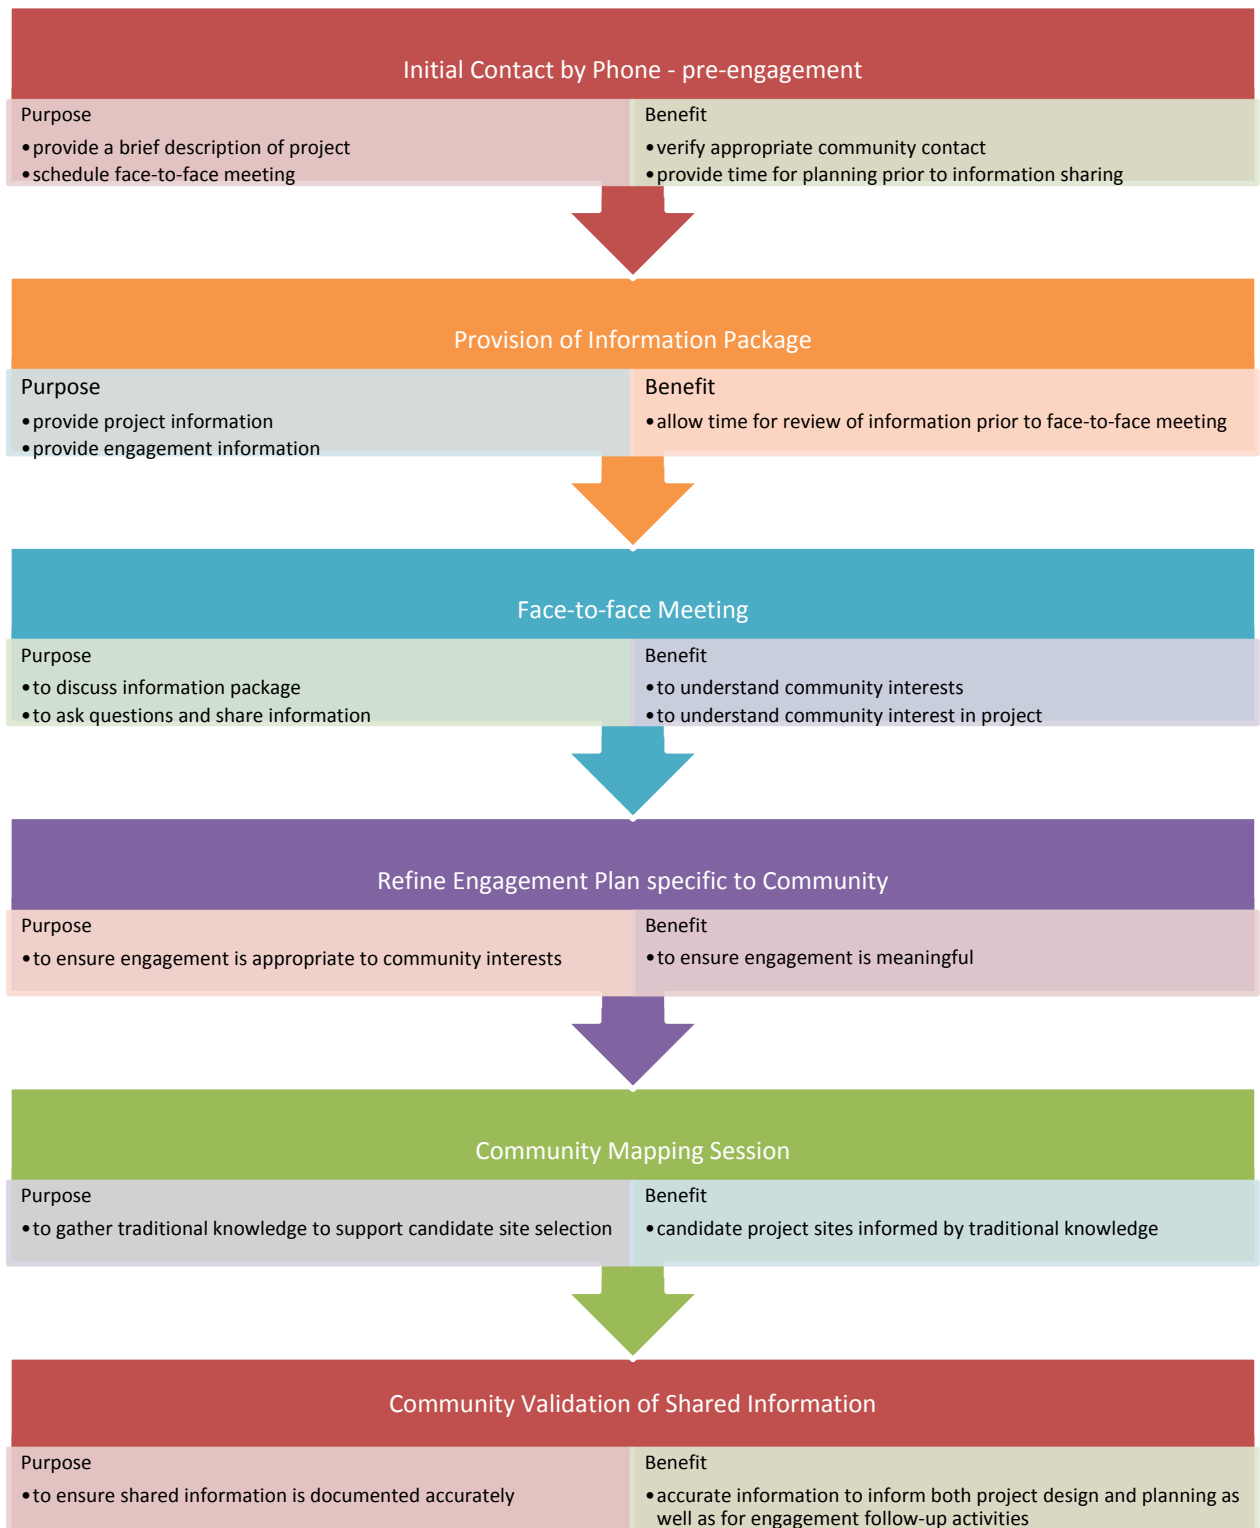 Initial Contact by Phone - pre-engagement
Purpose
•provide a brief description of project
•schedule face-to-face meeting
Benefit
•verify appropriate community contact
•provide time for planning prior to information sharing
Provision of Information Package
Purpose
•provide project information
•provide engagement information
Benefit
•allow time for review of information prior to face-to-face meeting
Face-to-face Meeting
Purpose
•to discuss information package
•to ask questions and share information
Benefit
•to understand community interests
•to understand community interest in project
Refine Engagement Plan specific to Community
Purpose
•to ensure engagement is appropriate to community interests
Benefit
•to ensure engagement is meaningful
Community Mapping Session
Purpose
•to gather traditional knowledge to support candidate site selection
Benefit
•candidate project sites informed by traditional knowledge
Community Validation of Shared Information
Purpose
•to ensure shared information is documented accurately
Benefit
•accurate information to inform both project design and planning as
well as for engagement follow-up activities